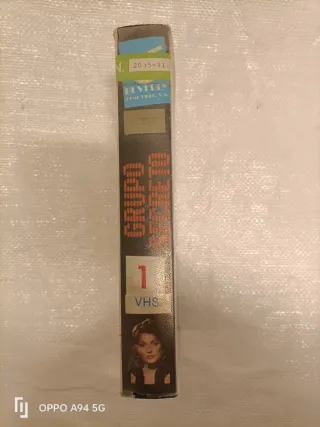 2035-91
GRUPO
SECRETO
1
VHS
OPPO A94 5G